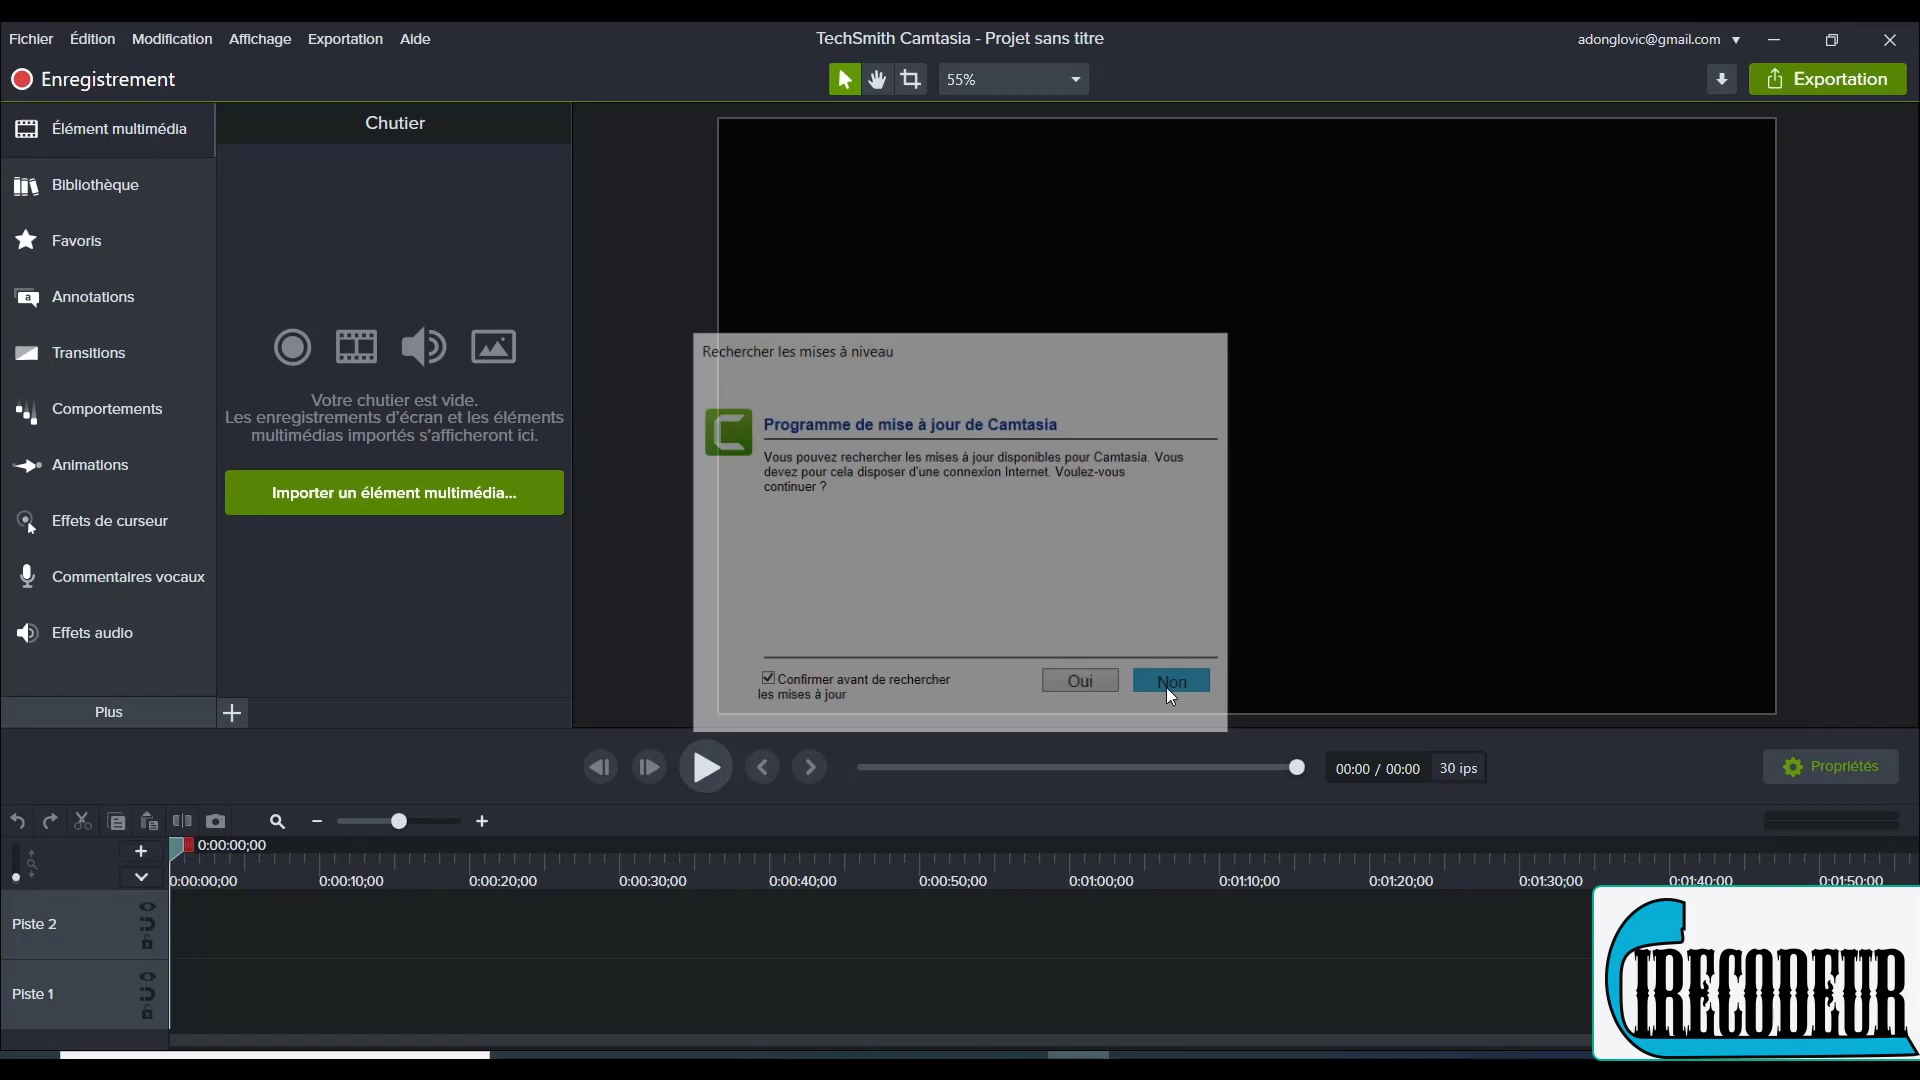 Fichier Édition Modification Affichage Exportation Aide
TechSmith Camtasia - Projet sans titre
adonglovic@gmail.com
Enregistrement
55%
Exportation
Élément multimédia
Bibliothèque
Favoris
Annotations
Transitions
Comportements
Animations
Effets de curseur
Commentaires vocaux
Effets audio
Plus
Chutier
Votre chutier est vide.
Les enregistrements d'écran et les éléments
multimédias importés s'afficheront ici.
Importer un élément multimédia...
Rechercher les mises à niveau
Programme de mise à jour de Camtasia
Vous pouvez rechercher les mises à jour disponibles pour Camtasia. Vous
devez pour cela disposer d'une connexion Internet. Voulez-vous
continuer ?
Confirmer avant de rechercher
les mises à jour
Oui
Non
00:00 / 00:00
30 ips
Propriétés
0:00:00;00
0:00:00;00 0:00:10;00 0:00:20;00 0:00:30;00 0:00:40;00 0:00:50;00 0:01:00;00 0:01:10;00 0:01:20;00 0:01:30;00 0:01:40:00 0:01:50:00
Piste 2
Piste 1
CIRECODEUR